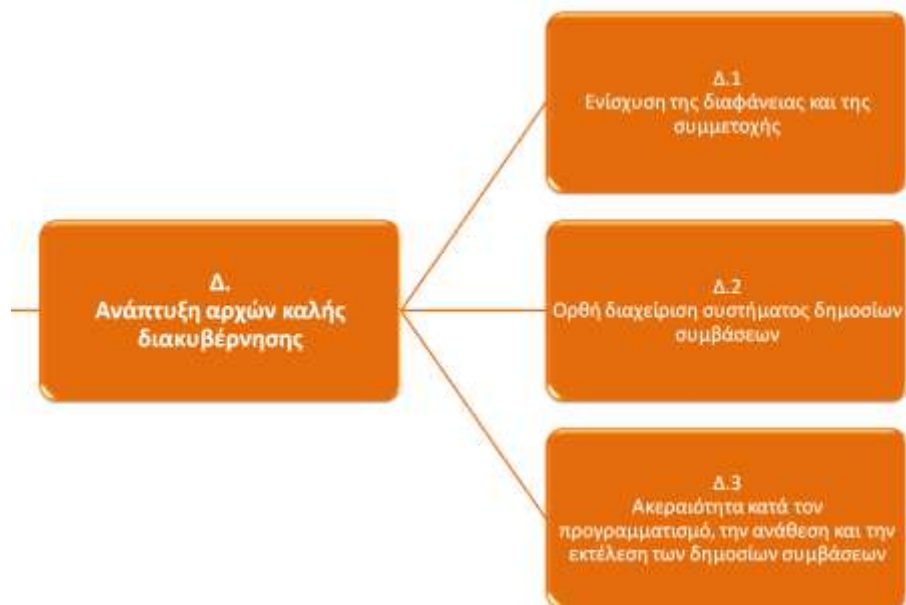 Δ.1
Ενίσχυση της διαφάνειας και της
συμμετοχής
Δ.
Ανάπτυξη αρχών καλής
διακυβέρνησης
Δ.2
Ορθή διαχείριση συστήματος δημοσίων
συμβάσεων
Δ.3
Ακεραιότητα κατά τον
προγραμματισμό, την ανάθεση και την
εκτέλεση των δημοσίων συμβάσεων